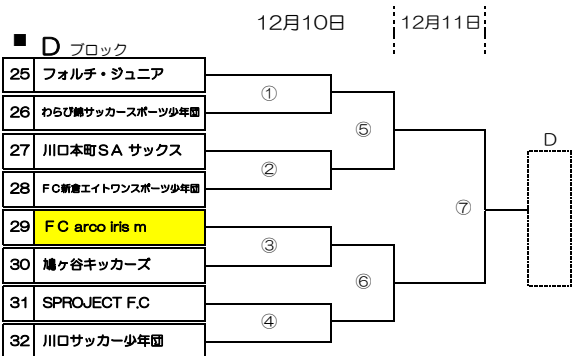 12月10日
12月11日
■ D ブロック
25 フォルチ・ジュニア
26 わらび錦サッカースポーツ少年団
27 川口本町SA サックス
28 FC新倉エイトワンスポーツ少年団
29 FC arco iris m
30 鳩ヶ谷キッカーズ
31 SPROJECT F.C
32 川口サッカー少年団
①
②
③
④
⑤
⑥
⑦
D